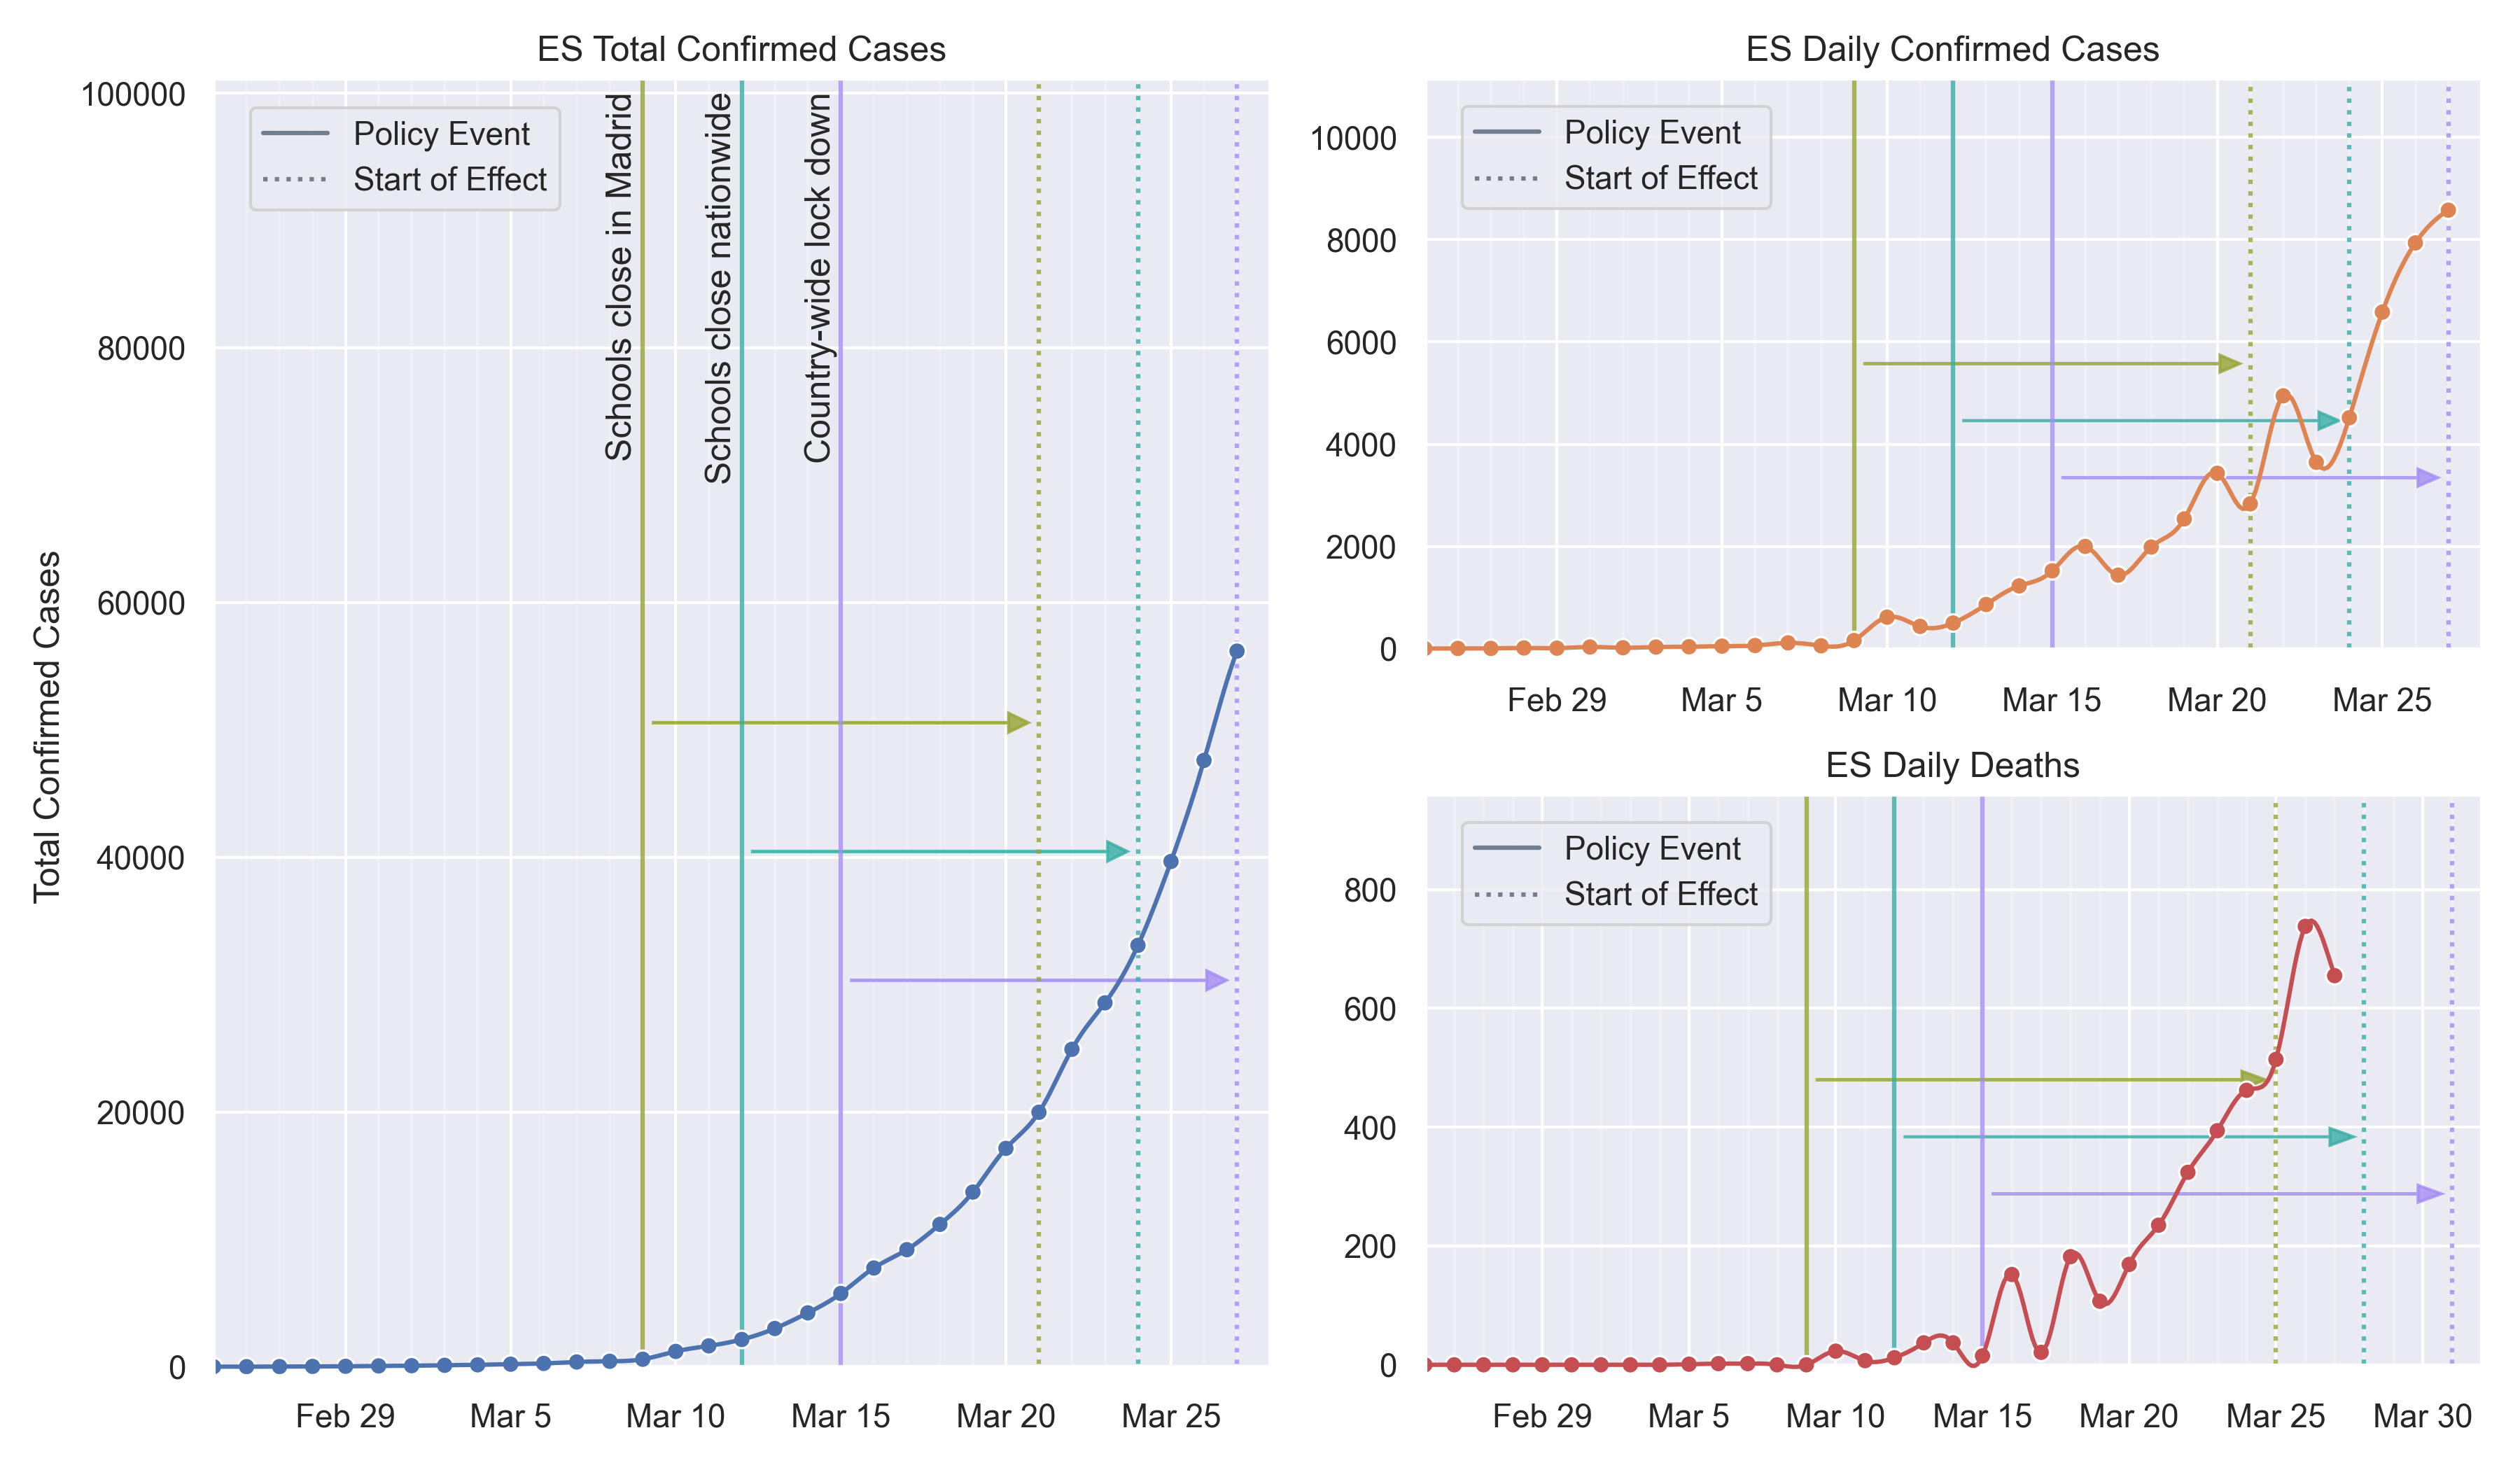 ES Total Confirmed Cases
Total Confirmed Cases
100000
80000
60000
40000
20000
0
Policy Event
Start of Effect
Schools close in Madrid
Schools close nationwide
Country-wide lock down
Feb 29
Mar 5
Mar 10
Mar 15
Mar 20
Mar 25
ES Daily Confirmed Cases
10000
8000
6000
4000
2000
0
Policy Event
Start of Effect
Feb 29
Mar 5
Mar 10
Mar 15
Mar 20
Mar 25
ES Daily Deaths
800
600
400
200
0
Policy Event
Start of Effect
Feb 29
Mar 5
Mar 10
Mar 15
Mar 20
Mar 25
Mar 30